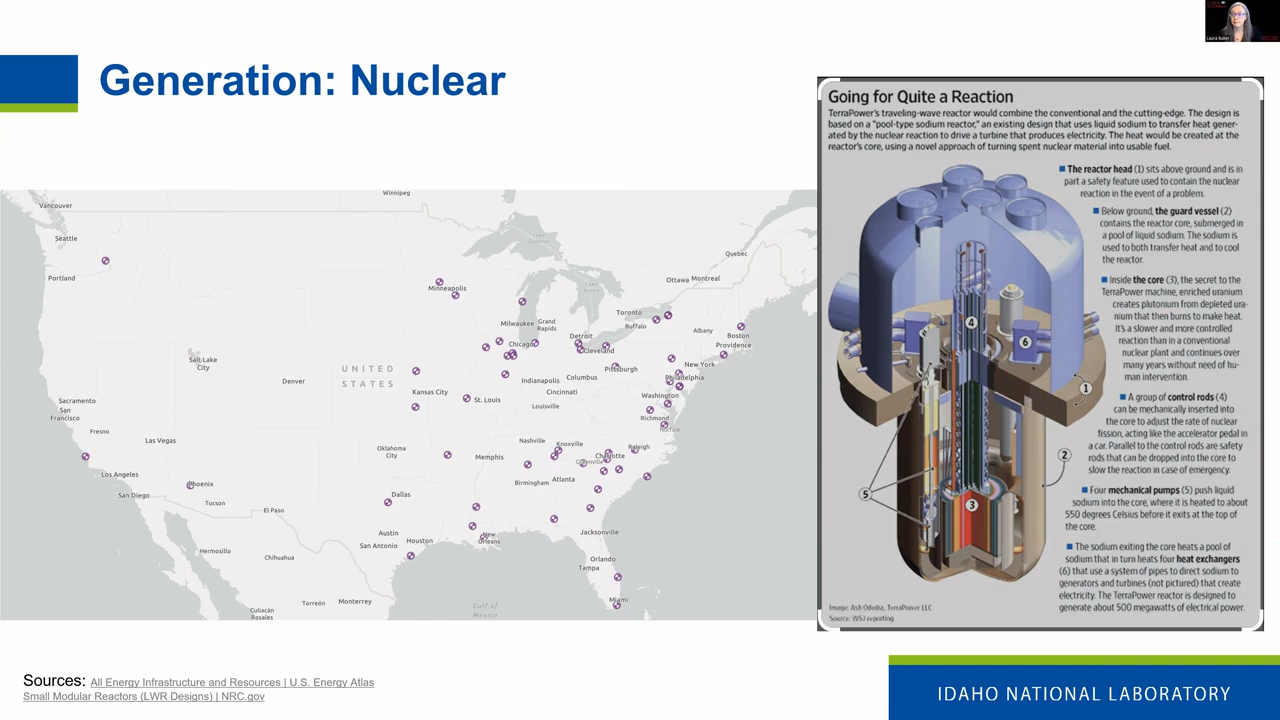 Laura Baker
Generation: Nuclear
Winnipeg
Vancouver
Seattle
Portland
Quebec
Ottawa Montreal
Minneapolis
Lake Superior
Lake Huron
Toronto
Buffalo
Albany
Boston
Providence
Milwaukee
Grand Rapids
Detroit
Chicago
Cleveland
New York
Pittsburgh
Philadelphia
Salt Lake City
Denver
UNITED
STATES
Kansas City
St. Louis
Indianapolis
Columbus
Cincinnati
Louisville
Washington
Richmond
Norfolk
Sacramento
San Francisco
Fresno
Las Vegas
Oklahoma City
Memphis
Nashville
Knoxville
Raleigh
Charlotte
Greenville
Los Angeles
San Diego
Phoenix
Tucson
Birmingham
Atlanta
Dallas
El Paso
Austin
San Antonio
Houston
New Orleans
Jacksonville
Orlando
Tampa
Miami
Hermosillo
Chihuahua
Torreón
Monterrey
Culiacán Rosales
Gulf of Mexico
Going for Quite a Reaction
TerraPower's traveling-wave reactor would combine the conventional and the cutting-edge. The design is
based on a "pool-type sodium reactor," an existing design that uses liquid sodium to transfer heat gener-
ated by the nuclear reaction to drive a turbine that produces electricity. The heat would be created at the
reactor's core, using a novel approach of turning spent nuclear material into usable fuel.
The reactor head (1) sits above ground and is in
part a safety feature used to contain the nuclear
reaction in the event of a problem.
Below ground, the guard vessel (2)
contains the reactor core, submerged in
a pool of liquid sodium. The sodium is
used to both transfer heat and to cool
the reactor.
Inside the core (3), the secret to the
TerraPower machine, enriched uranium
creates plutonium from depleted ura-
nium that then burns to make heat.
It's a slower and more controlled
reaction than in a conventional
nuclear plant and continues over
many years without need of hu-
man intervention.
A group of control rods (4)
can be mechanically inserted into
the core to adjust the rate of nuclear
fission, acting like the accelerator pedal in
a car. Parallel to the control rods are safety
rods that can be dropped into the core to
slow the reaction in case of emergency.
Four mechanical pumps (5) push liquid
sodium into the core, where it is heated to about
550 degrees Celsius before it exits at the top of
the core.
The sodium exiting the core heats a pool of
sodium that in turn heats four heat exchangers
(6) that use a system of pipes to direct sodium to
generators and turbines (not pictured) that create
electricity. The TerraPower reactor is designed to
generate about 500 megawatts of electrical power.
4
6
1
2
5
3
Image: Ash Odedra, TerraPower LLC
Source: WSJ reporting
Sources: All Energy Infrastructure and Resources | U.S. Energy Atlas
Small Modular Reactors (LWR Designs) | NRC.gov
IDAHO NATIONAL LABORATORY